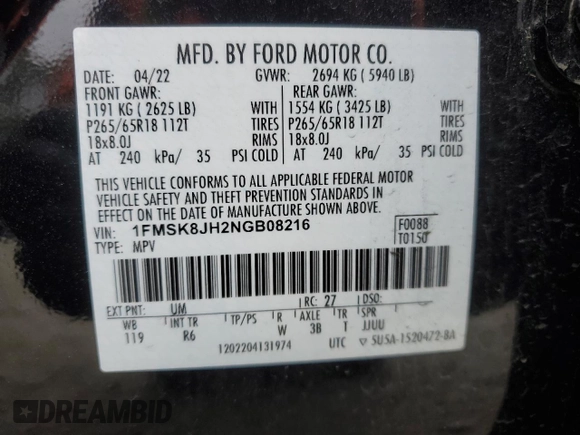 MFD. BY FORD MOTOR CO.
DATE: 04/22 GVWR: 2694 KG ( 5940 LB)
FRONT GAWR: REAR GAWR:
1191 KG ( 2625 LB) WITH 1554 KG ( 3425 LB) WITH
P265/65R18 112T TIRES P265/65R18 112T TIRES
18x8.0J RIMS 18x8.0J RIMS
AT 240 kPa/ 35 PSI COLD AT 240 kPa/ 35 PSI COLD
THIS VEHICLE CONFORMS TO ALL APPLICABLE FEDERAL MOTOR
VEHICLE SAFETY AND THEFT PREVENTION STANDARDS IN
EFFECT ON THE DATE OF MANUFACTURE SHOWN ABOVE.
VIN: 1FMSK8JH2NGB08216 F0088
TYPE: MPV T0150
EXT PNT: UM RC: 27 DSO:
WB INT TR TP/PS R AXLE TR SPR
119 R6 W 3B T JJUU
1202204131974 UTC ▽ 5U5A-1520472-BA
DREAMBID